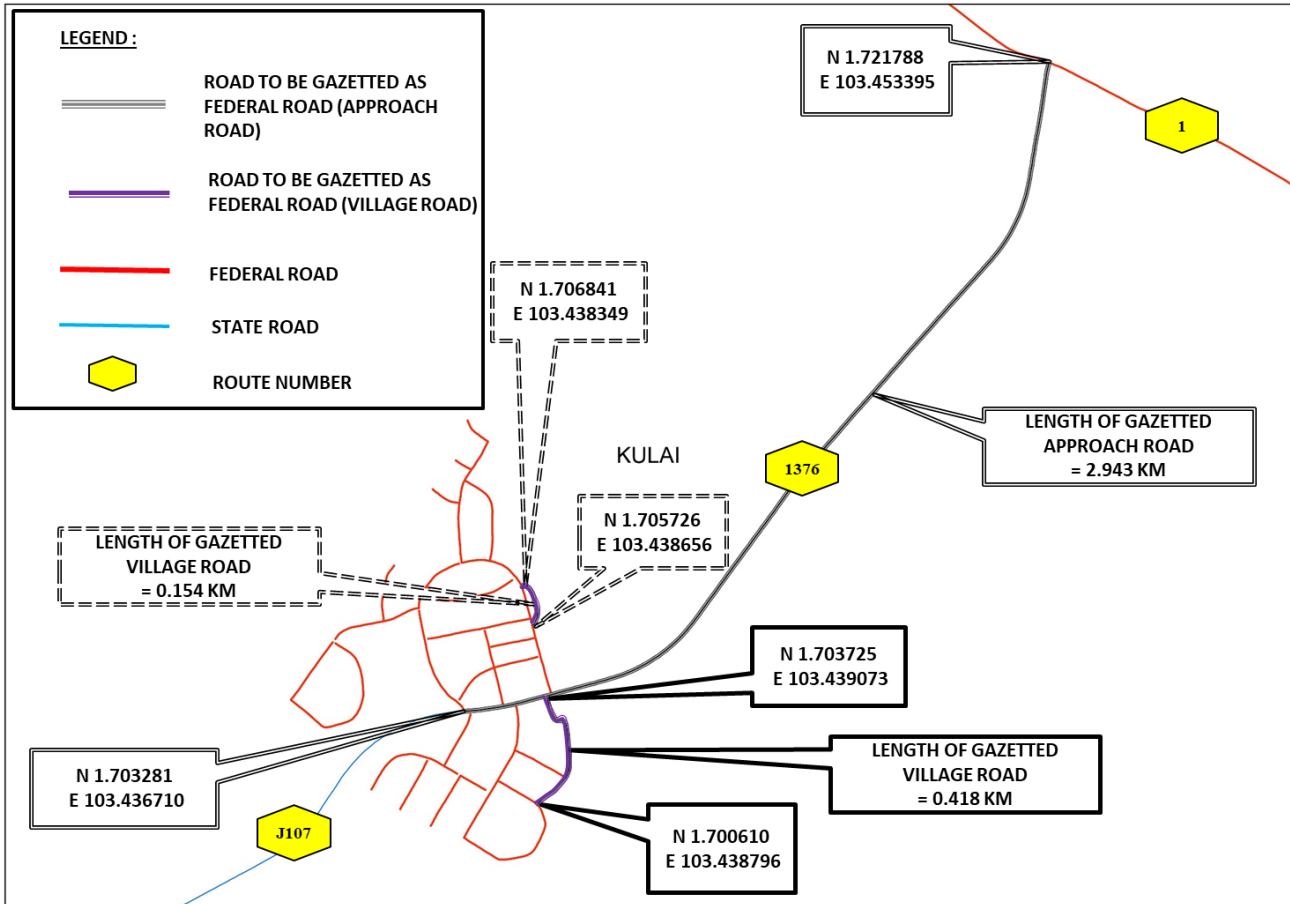 LEGEND :
ROAD TO BE GAZETTED AS
FEDERAL ROAD (APPROACH
ROAD)
ROAD TO BE GAZETTED AS
FEDERAL ROAD (VILLAGE ROAD)
FEDERAL ROAD
STATE ROAD
ROUTE NUMBER
N 1.721788
E 103.453395
1
N 1.706841
E 103.438349
LENGTH OF GAZETTED
APPROACH ROAD
= 2.943 KM
KULAI
1376
N 1.705726
E 103.438656
LENGTH OF GAZETTED
VILLAGE ROAD
= 0.154 KM
N 1.703725
E 103.439073
N 1.703281
E 103.436710
LENGTH OF GAZETTED
VILLAGE ROAD
= 0.418 KM
J107
N 1.700610
E 103.438796